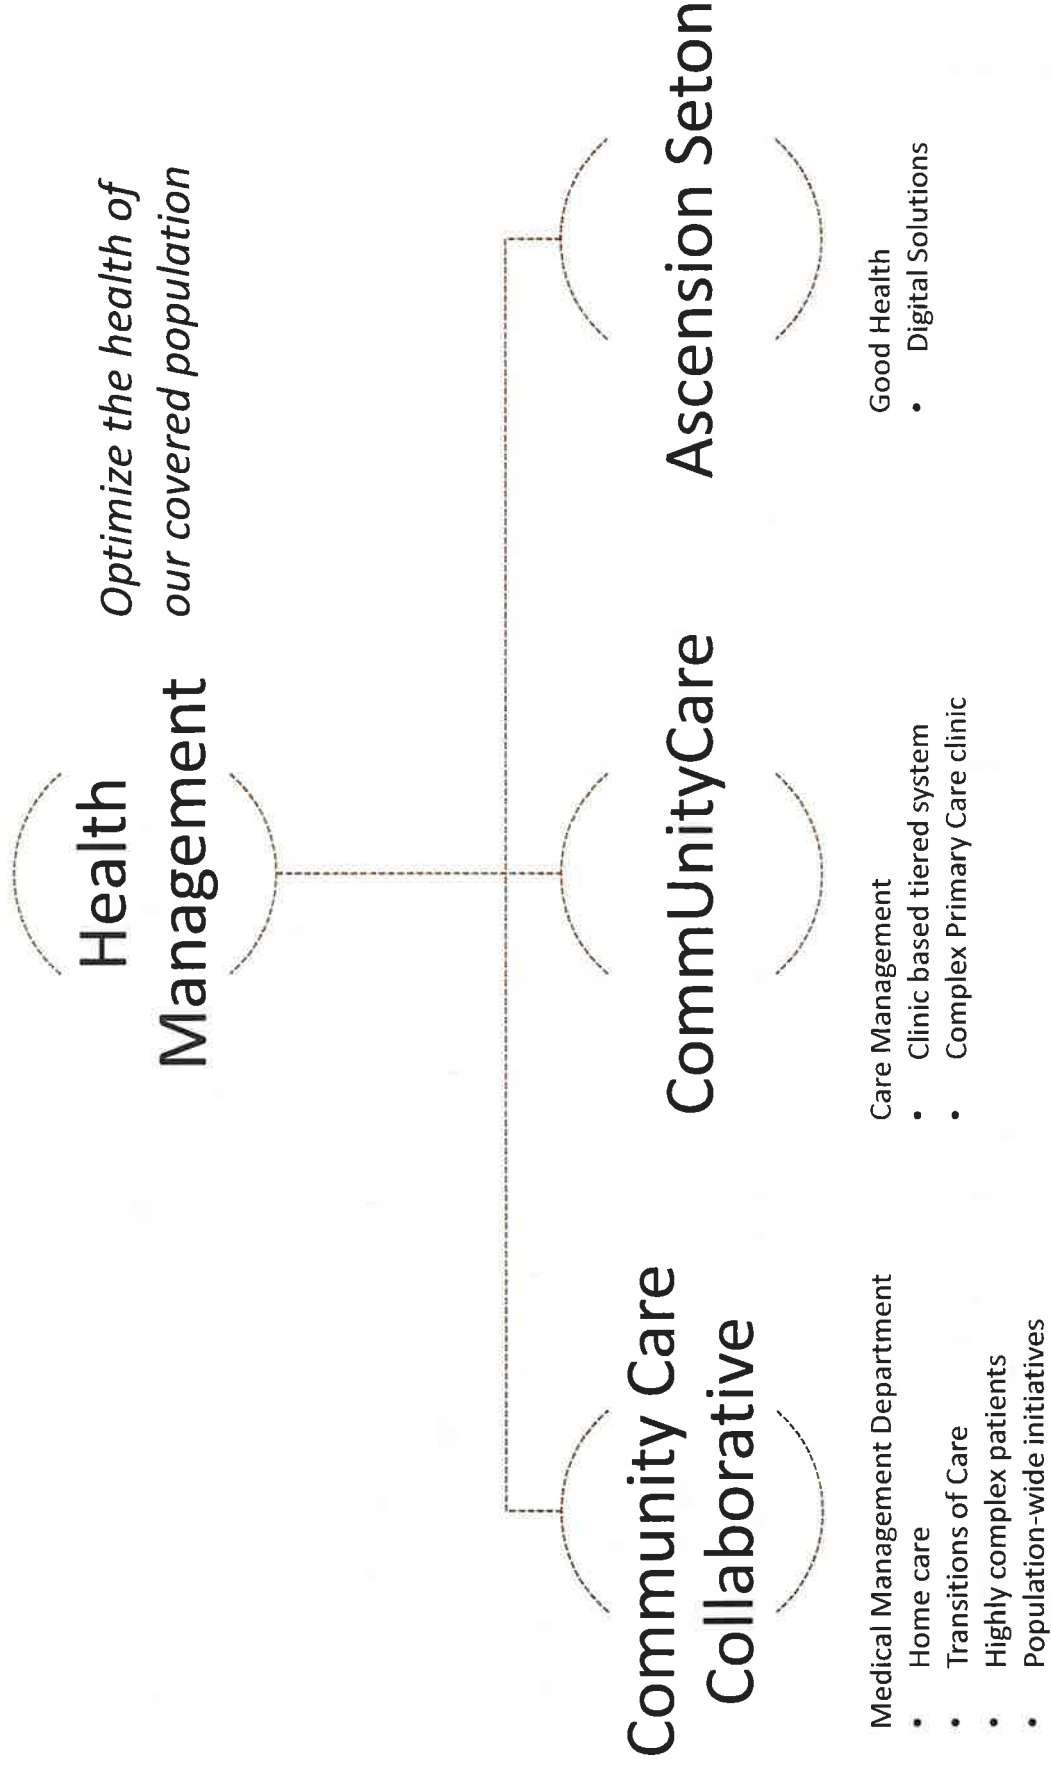 Health
Management
Optimize the health of
our covered population
Community Care
Collaborative
CommUnityCare
Ascension Seton
Medical Management Department
• Home care
• Transitions of Care
• Highly complex patients
• Population-wide initiatives
Care Management
• Clinic based tiered system
• Complex Primary Care clinic
Good Health
• Digital Solutions